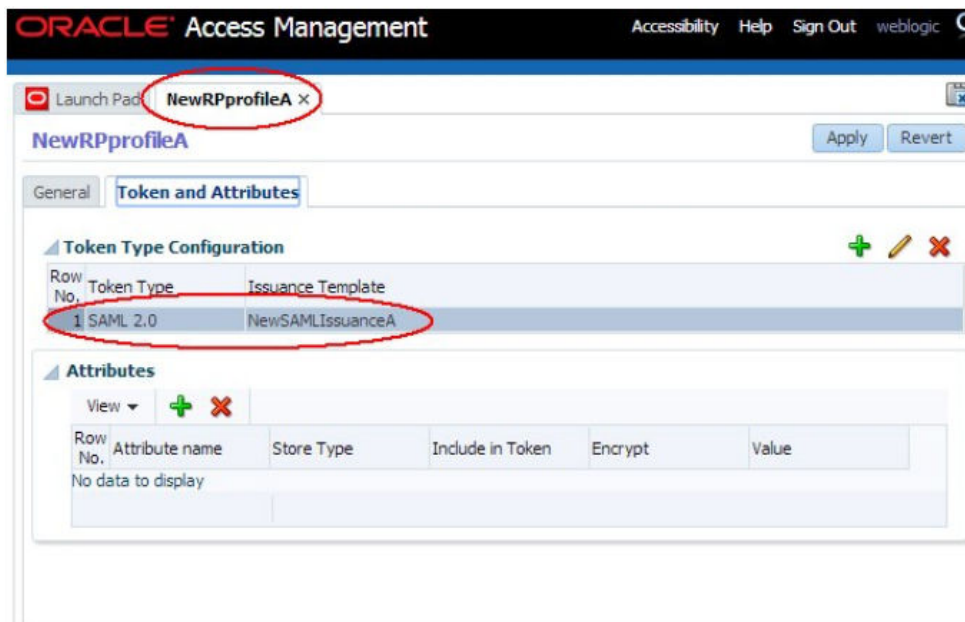 ORACLE Access Management Accessibility Help Sign Out weblogic
Launch Pad NewRPprofileA ×
NewRPprofileA Apply Revert
General Token and Attributes
Token Type Configuration
Row No. Token Type Issuance Template
1 SAML 2.0 NewSAMLIssuanceA
Attributes
View
Row No. Attribute name Store Type Include in Token Encrypt Value
No data to display